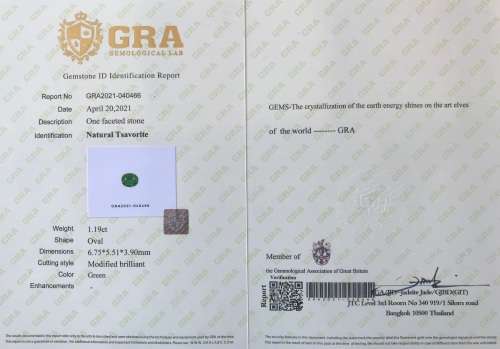 GRA
GEMOLOGICAL LAB
Gemstone ID Identification Report
Report No GRA2021-040466
Date April 20,2021
Description One faceted stone
Identification Natural Tsavorite
Weight 1.19ct
Shape Oval
Dimensions 6.75*5.51*3.90mm
Cutting style Modified brilliant
Color Green
Enhancements -
GEMS-The crystallization of the earth energy shines on the art elves
of the world -------- GRA
Member of
the Gemmological Association of Great Britain
Report
Verification
JTC Level 3rd Room No 340 919/1 Silom road
Bangkok 10500 Thailand